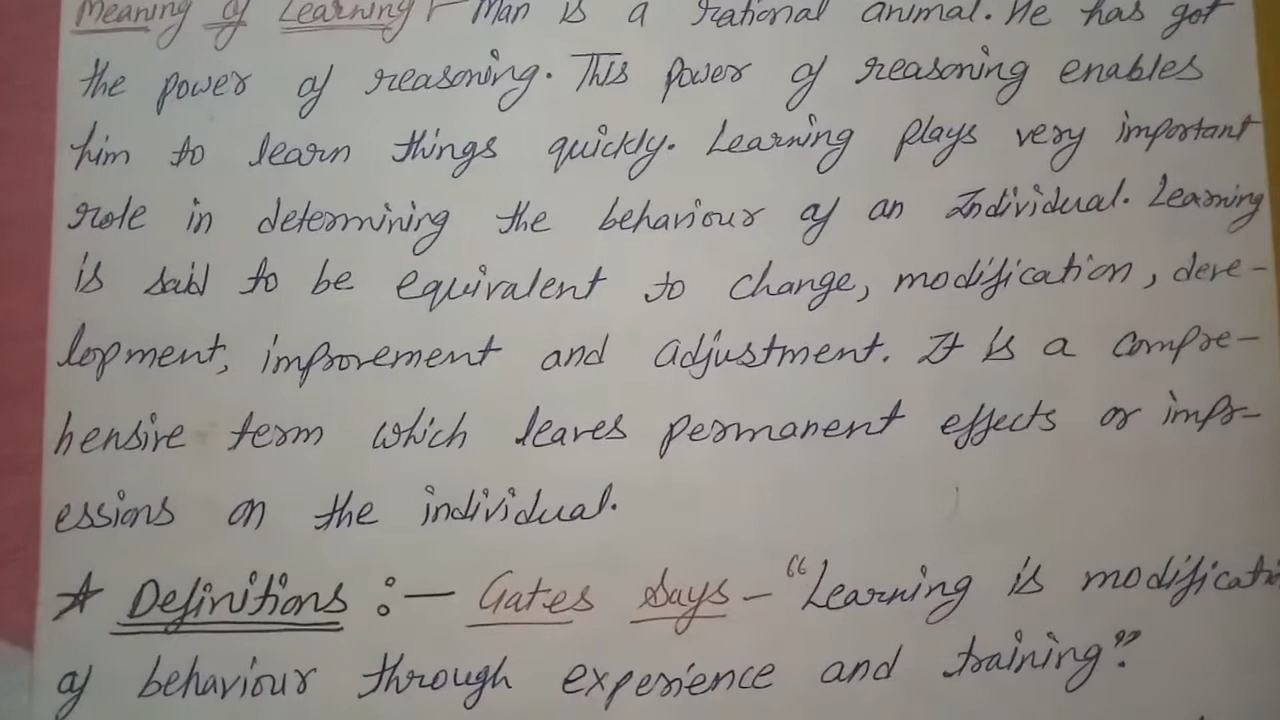 Meaning of Learning :- Man is a rational animal. He has got
the power of reasoning. This power of reasoning enables
him to learn things quickly. Learning plays very important
role in determining the behaviour of an Individual. Learning
is said to be equivalent to change, modification, deve-
lopment, improvement and adjustment. It is a compre-
hensive term which leaves permanent effects or impr-
essions on the individual.
★ Definitions :- Gates Says - "Learning is modificati
of behaviour through experience and training".